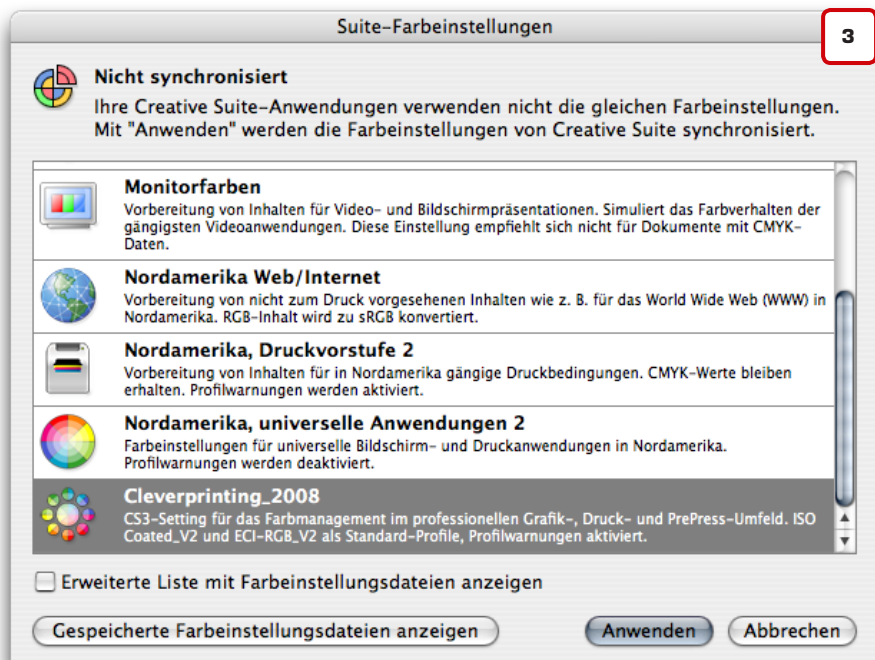 Suite-Farbeinstellungen
3
Nicht synchronisiert
Ihre Creative Suite-Anwendungen verwenden nicht die gleichen Farbeinstellungen.
Mit "Anwenden" werden die Farbeinstellungen von Creative Suite synchronisiert.
Monitorfarben
Vorbereitung von Inhalten für Video- und Bildschirmpräsentationen. Simuliert das Farbverhalten der
gängigsten Videoanwendungen. Diese Einstellung empfiehlt sich nicht für Dokumente mit CMYK-
Daten.
Nordamerika Web/Internet
Vorbereitung von nicht zum Druck vorgesehenen Inhalten wie z. B. für das World Wide Web (WWW) in
Nordamerika. RGB-Inhalt wird zu sRGB konvertiert.
Nordamerika, Druckvorstufe 2
Vorbereitung von Inhalten für in Nordamerika gängige Druckbedingungen. CMYK-Werte bleiben
erhalten. Profilwarnungen werden aktiviert.
Nordamerika, universelle Anwendungen 2
Farbeinstellungen für universelle Bildschirm- und Druckanwendungen in Nordamerika.
Profilwarnungen werden deaktiviert.
Cleverprinting_2008
CS3-Setting für das Farbmanagement im professionellen Grafik-, Druck- und PrePress-Umfeld. ISO
Coated_V2 und ECI-RGB_V2 als Standard-Profile, Profilwarnungen aktiviert.
Erweiterte Liste mit Farbeinstellungsdateien anzeigen
Gespeicherte Farbeinstellungsdateien anzeigen
Anwenden
Abbrechen